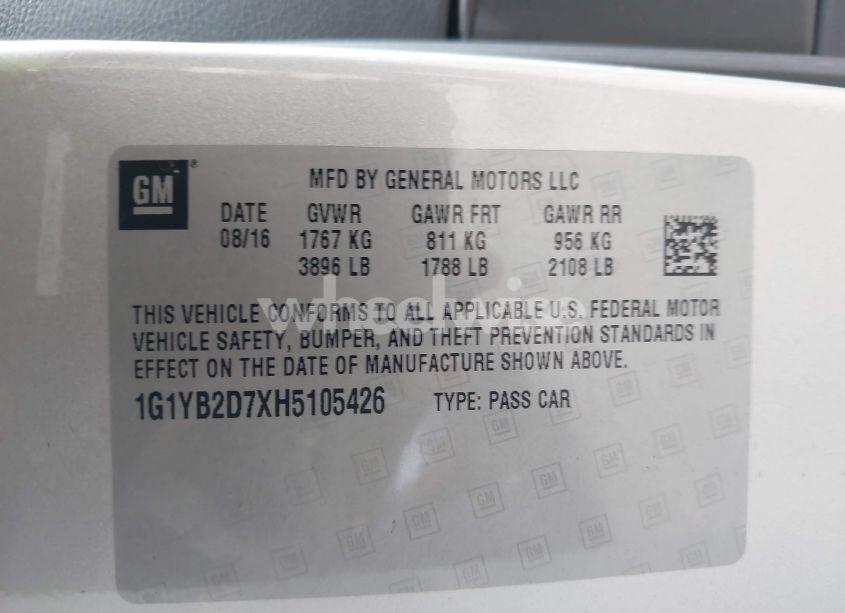 GM
MFD BY GENERAL MOTORS LLC
DATE GVWR GAWR FRT GAWR RR
08/16 1767 KG 811 KG 956 KG
3896 LB 1788 LB 2108 LB
THIS VEHICLE CONFORMS TO ALL APPLICABLE U.S. FEDERAL MOTOR
VEHICLE SAFETY, BUMPER, AND THEFT PREVENTION STANDARDS IN
EFFECT ON THE DATE OF MANUFACTURE SHOWN ABOVE.
1G1YB2D7XH5105426 TYPE: PASS CAR